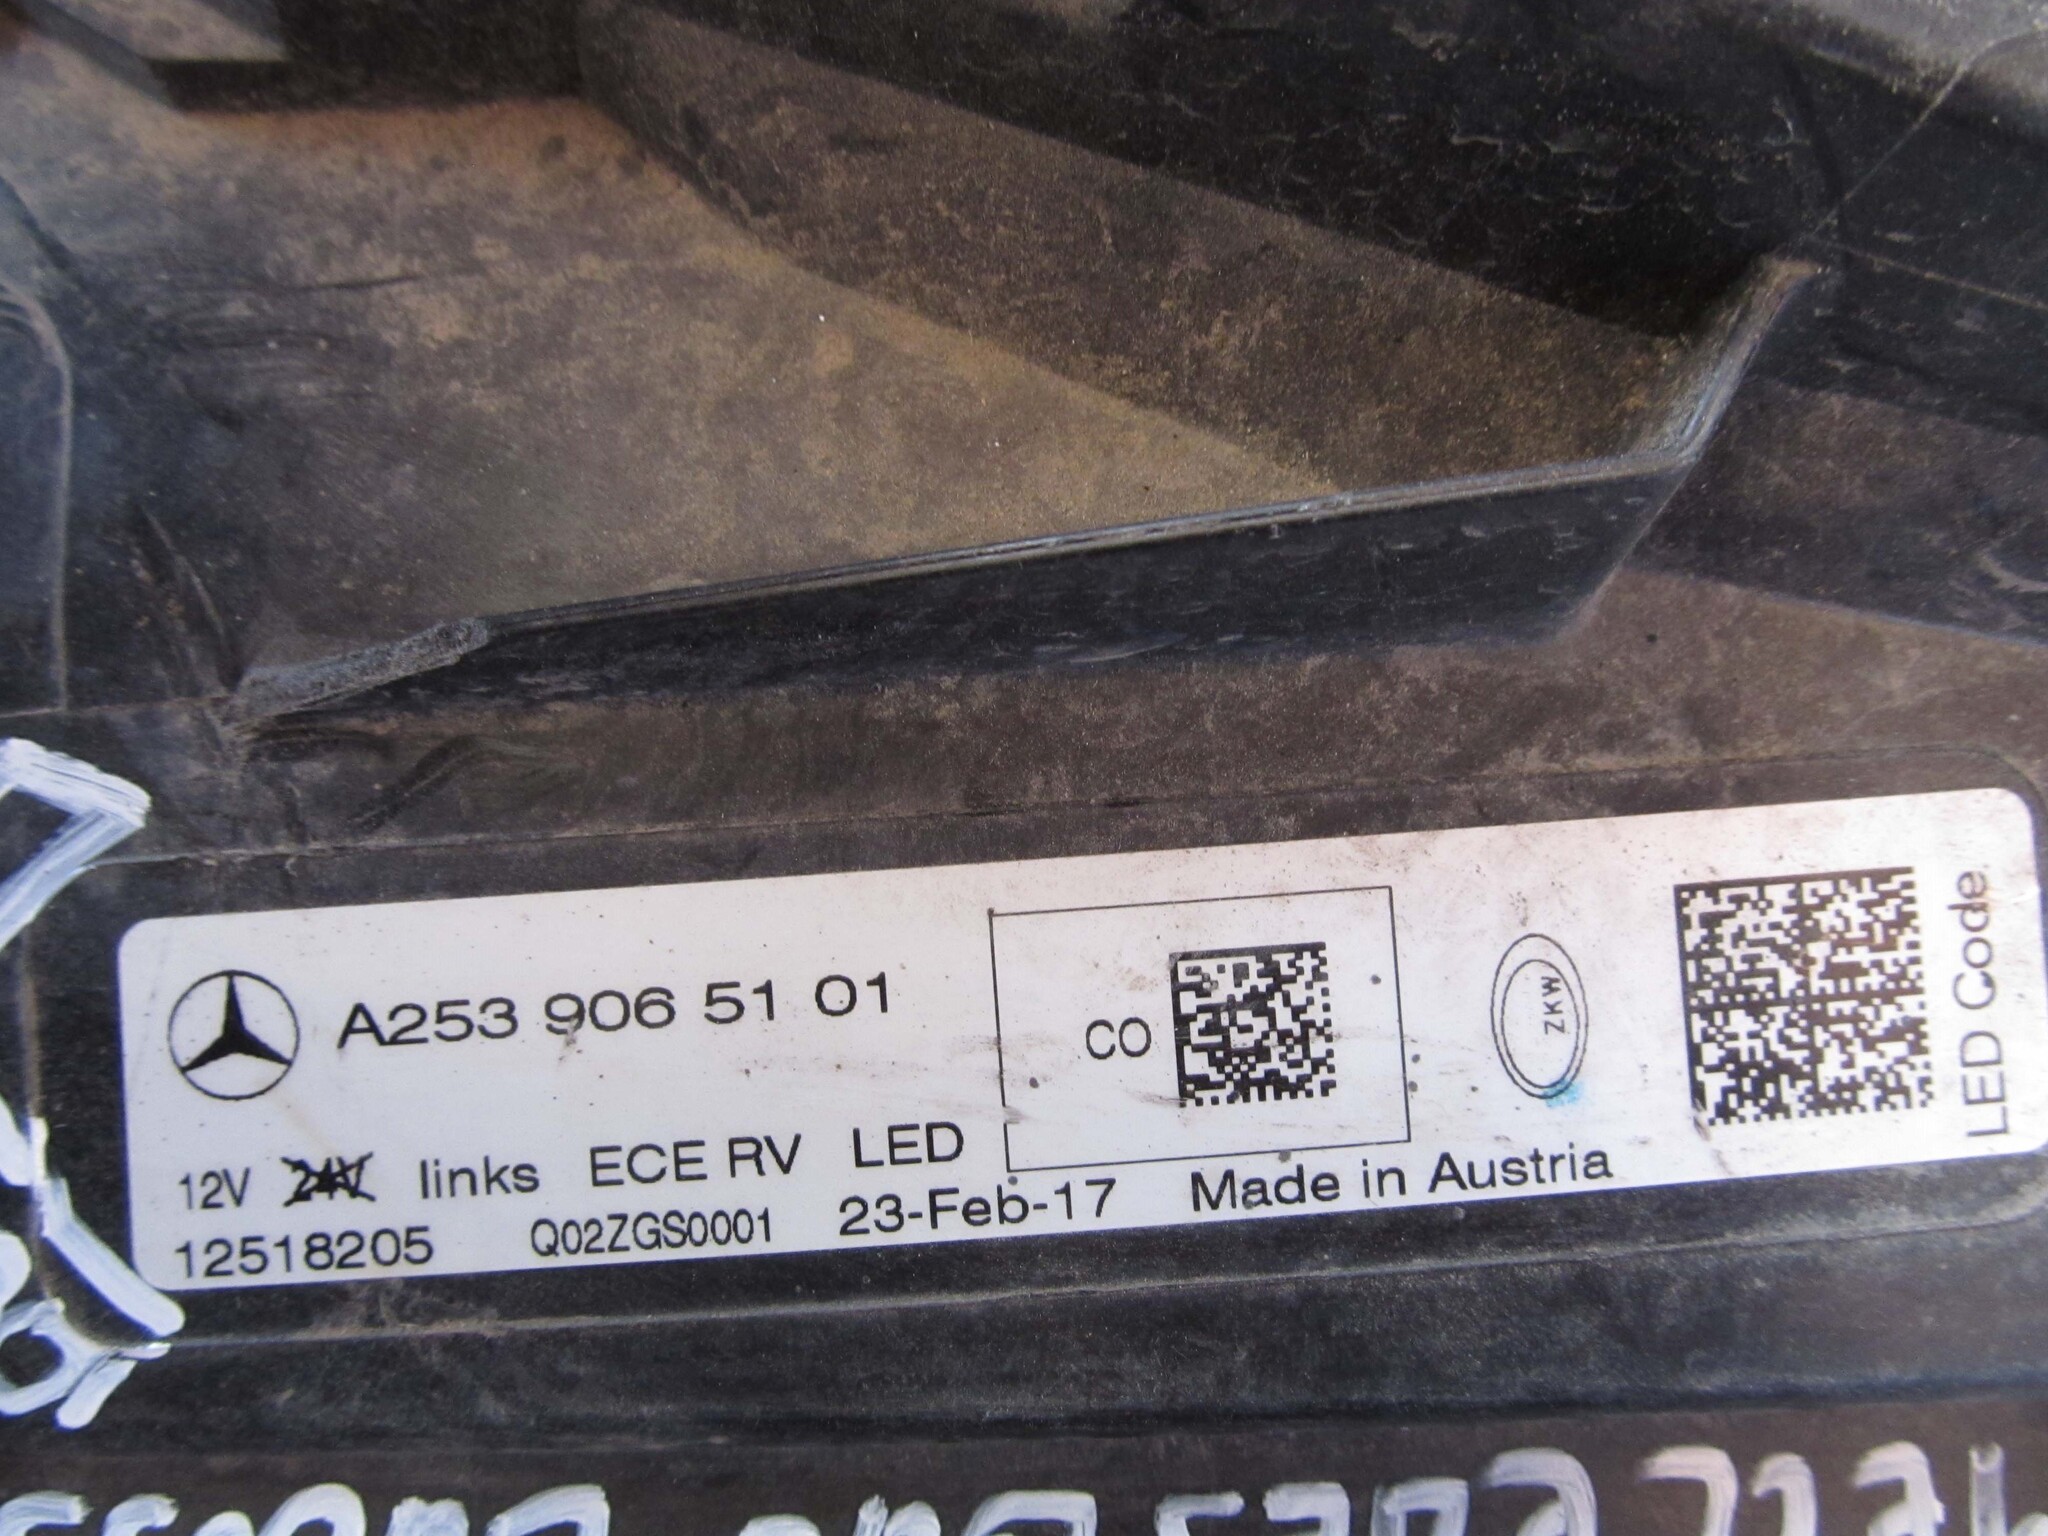 A253 906 51 01
CO
ZKW
LED Code
12V 24V links ECE RV LED
12518205 Q02ZGS0001 23-Feb-17 Made in Austria